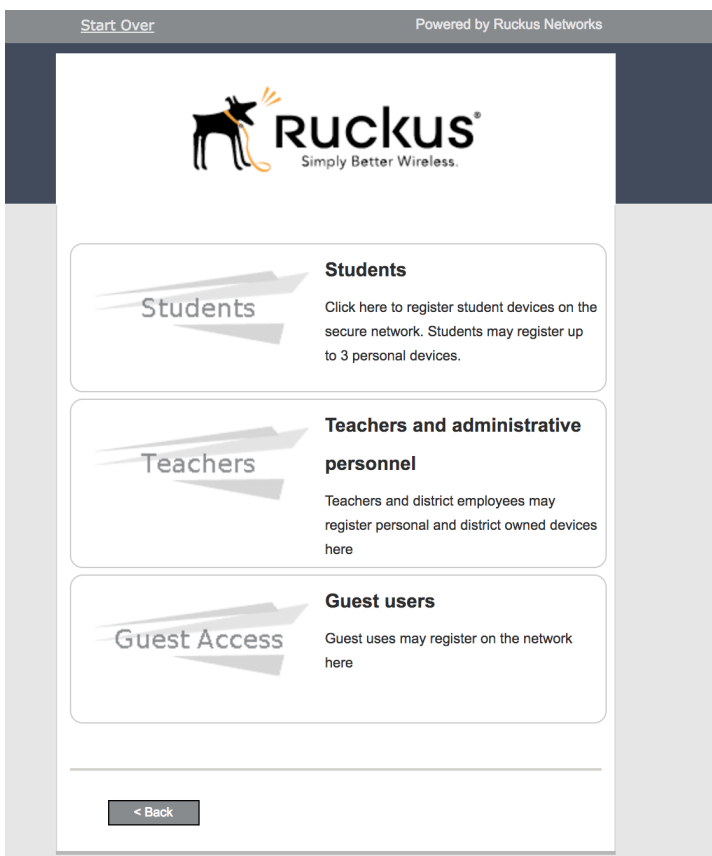 Start Over
Powered by Ruckus Networks
RUCKUS®
Simply Better Wireless.
Students
Students
Click here to register student devices on the
secure network. Students may register up
to 3 personal devices.
Teachers
Teachers and administrative
personnel
Teachers and district employees may
register personal and district owned devices
here
Guest Access
Guest users
Guest uses may register on the network
here
< Back